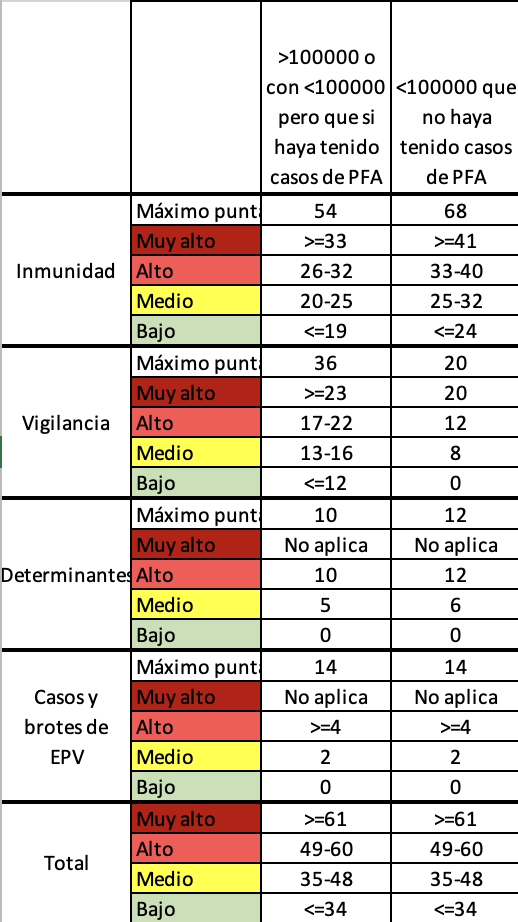 >100000 o con <100000 pero que si haya tenido casos de PFA	<100000 que no haya tenido casos de PFA
Inmunidad
Máximo punt	54	68
Muy alto	>=33	>=41
Alto	26-32	33-40
Medio	20-25	25-32
Bajo	<=19	<=24
Vigilancia
Máximo punt	36	20
Muy alto	>=23	20
Alto	17-22	12
Medio	13-16	8
Bajo	<=12	0
Determinantes
Máximo punt	10	12
Muy alto	No aplica	No aplica
Alto	10	12
Medio	5	6
Bajo	0	0
Casos y brotes de EPV
Máximo punt	14	14
Muy alto	No aplica	No aplica
Alto	>=4	>=4
Medio	2	2
Bajo	0	0
Total
Muy alto	>=61	>=61
Alto	49-60	49-60
Medio	35-48	35-48
Bajo	<=34	<=34